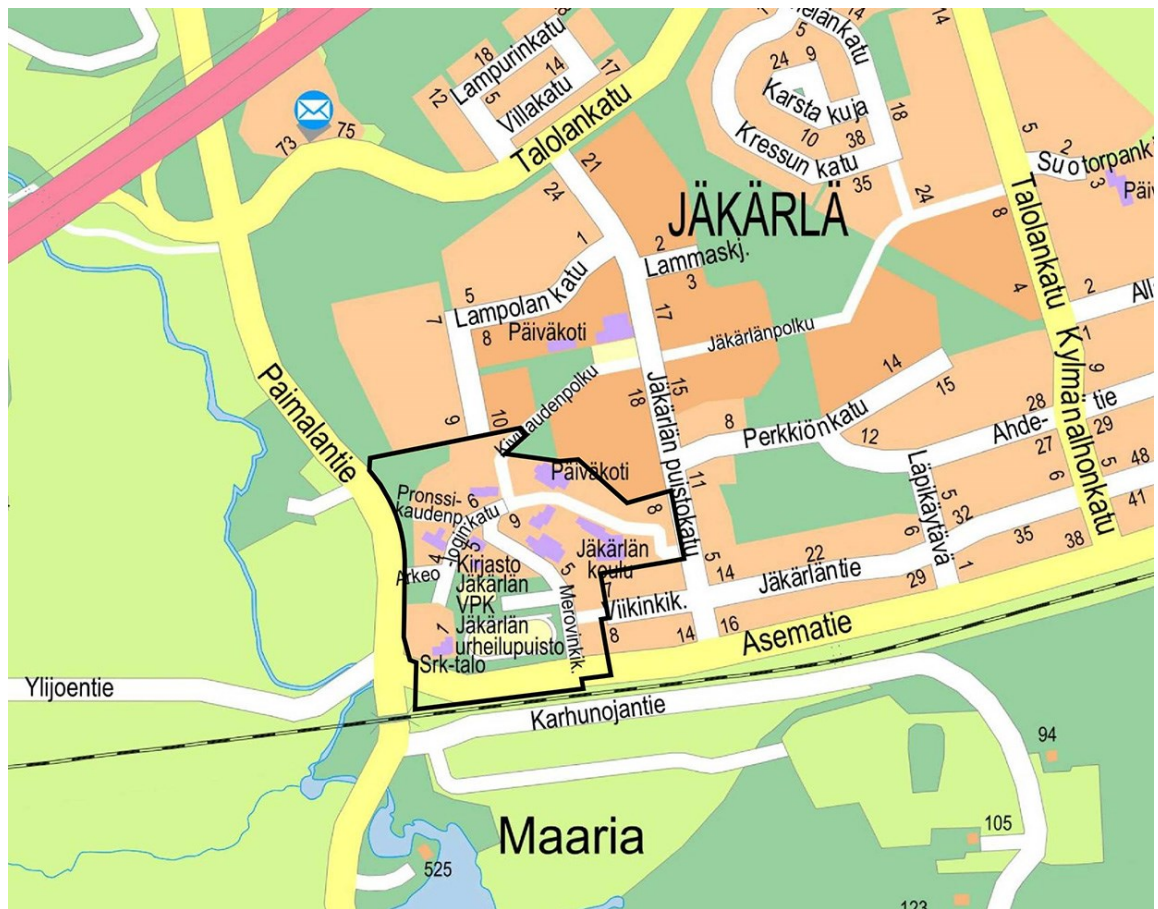 Lampurinkatu
18
14
12
5
Villakatu
17
Talolankatu
73
75
5
9
24
14
14
Karsta kuja
10
38
18
Kressun katu
35
24
JÄKÄRLÄ
21
24
1
2
Lammaskj.
3
5
Lampolan katu
7
8
17
Päiväkoti
Jäkärlänpolku
5
2
Suotorpank
3
Päiv
8
Talolankatu
4
2
1
Kylmänalhonkatu
9
Paimalantie
9
10
15
18
Jäkärlän puistokatu
8
Perkkiönkatu
14
15
12
28
Ahde-
tie
27
29
Päiväkoti
11
Läpikäytävä
5
6
5
48
Pronssi-
kaudenp.
6
9
8
32
6
41
35
38
4
5
Kirjasto
Jäkärlän
koulu
5
22
1
Arkeo
loginkatu
Jäkärlän
VPK
5
7
14
Jäkärläntie
29
Viikinkik.
Merovinkik.
1
Jäkärlän
urheilupuisto
8
14
16
Asematie
Srk-talo
Ylijoentie
Karhunojantie
94
Maaria
105
525
123